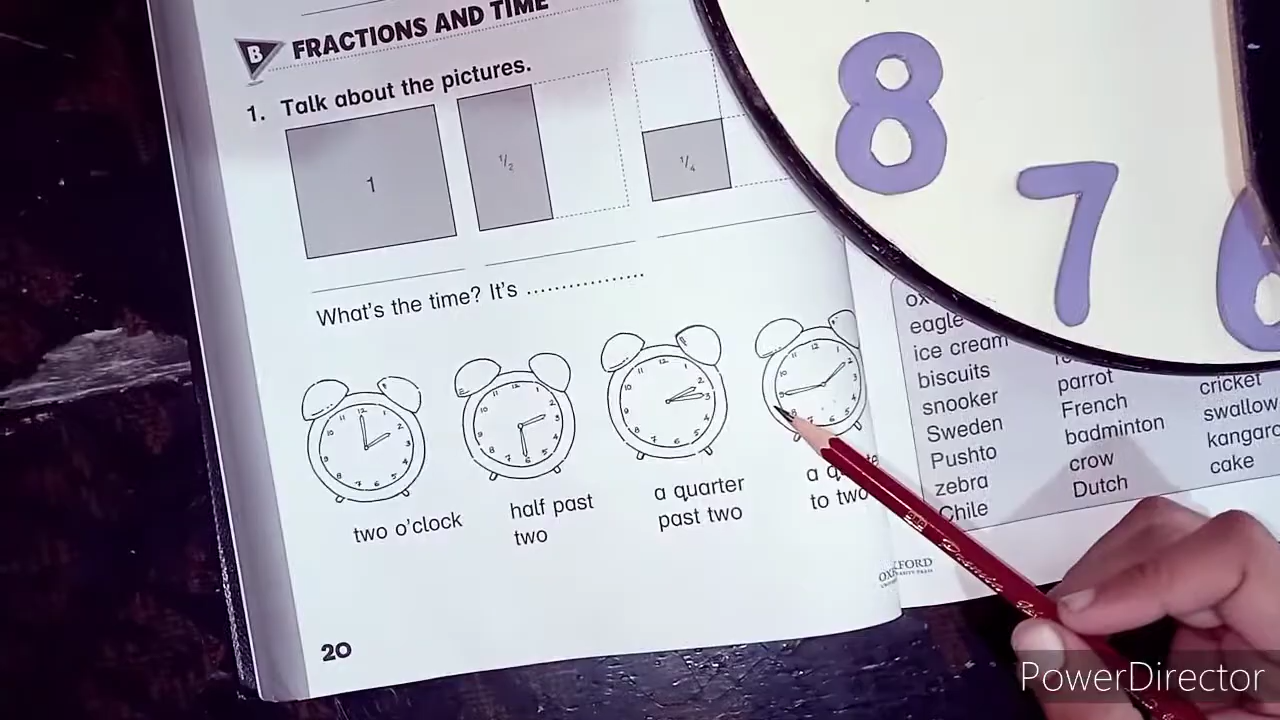 B FRACTIONS AND TIME
1. Talk about the pictures.
1
1/2
1/4
What's the time? It's ..................
two o'clock
half past
two
a quarter
past two
to two
20
8
7
6
eagle
ice cream
biscuits
snooker
Sweden
Pushto
zebra
Chile
parrot
French
badminton
crow
Dutch
cricket
swallow
cake
OXFORD
PowerDirector